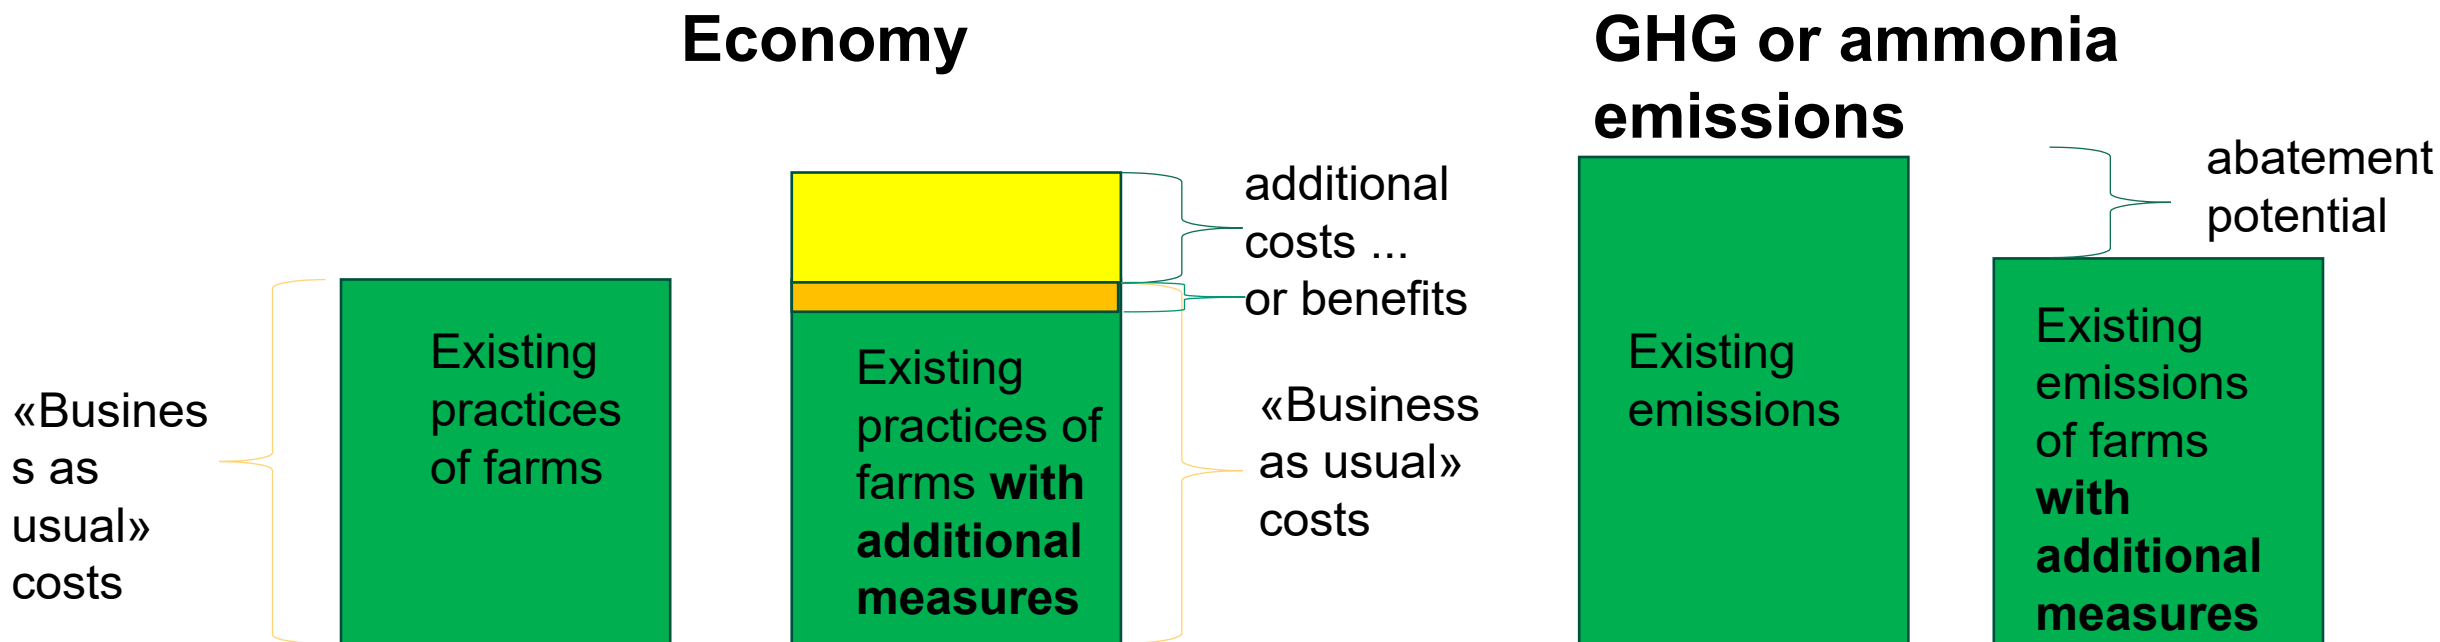 Economy
GHG or ammonia
emissions
«Busines
s as
usual»
costs
Existing
practices
of farms
Existing
practices of
farms with
additional
measures
additional
costs ...
or benefits
«Business
as usual»
costs
Existing
emissions
abatement
potential
Existing
emissions
of farms
with
additional
measures